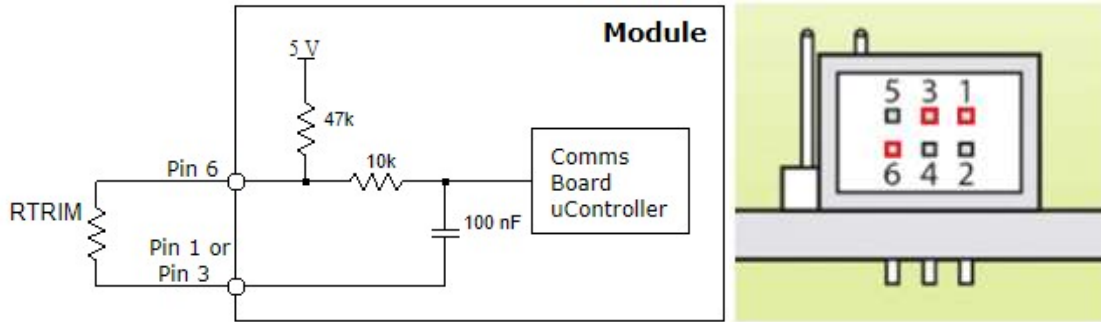 Module
5 V
47k
Pin 6
10k
RTRIM
Comms
Board
uController
100 nF
Pin 1 or
Pin 3
5 3 1
6 4 2